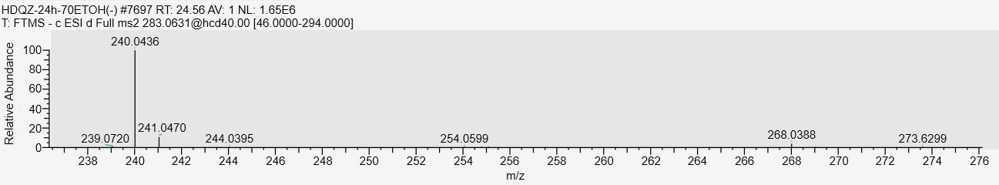 HDQZ-24h-70ETOH(-) #7697 RT: 24.56 AV: 1 NL: 1.65E6
T: FTMS - c ESI d Full ms2 283.0631@hcd40.00 [46.0000-294.0000]
240.0436
100
80
60
40
20
0
Relative Abundance
241.0470
239.0720
244.0395
254.0599
268.0388
273.6299
238 240 242 244 246 248 250 252 254 256 258 260 262 264 266 268 270 272 274 276
m/z